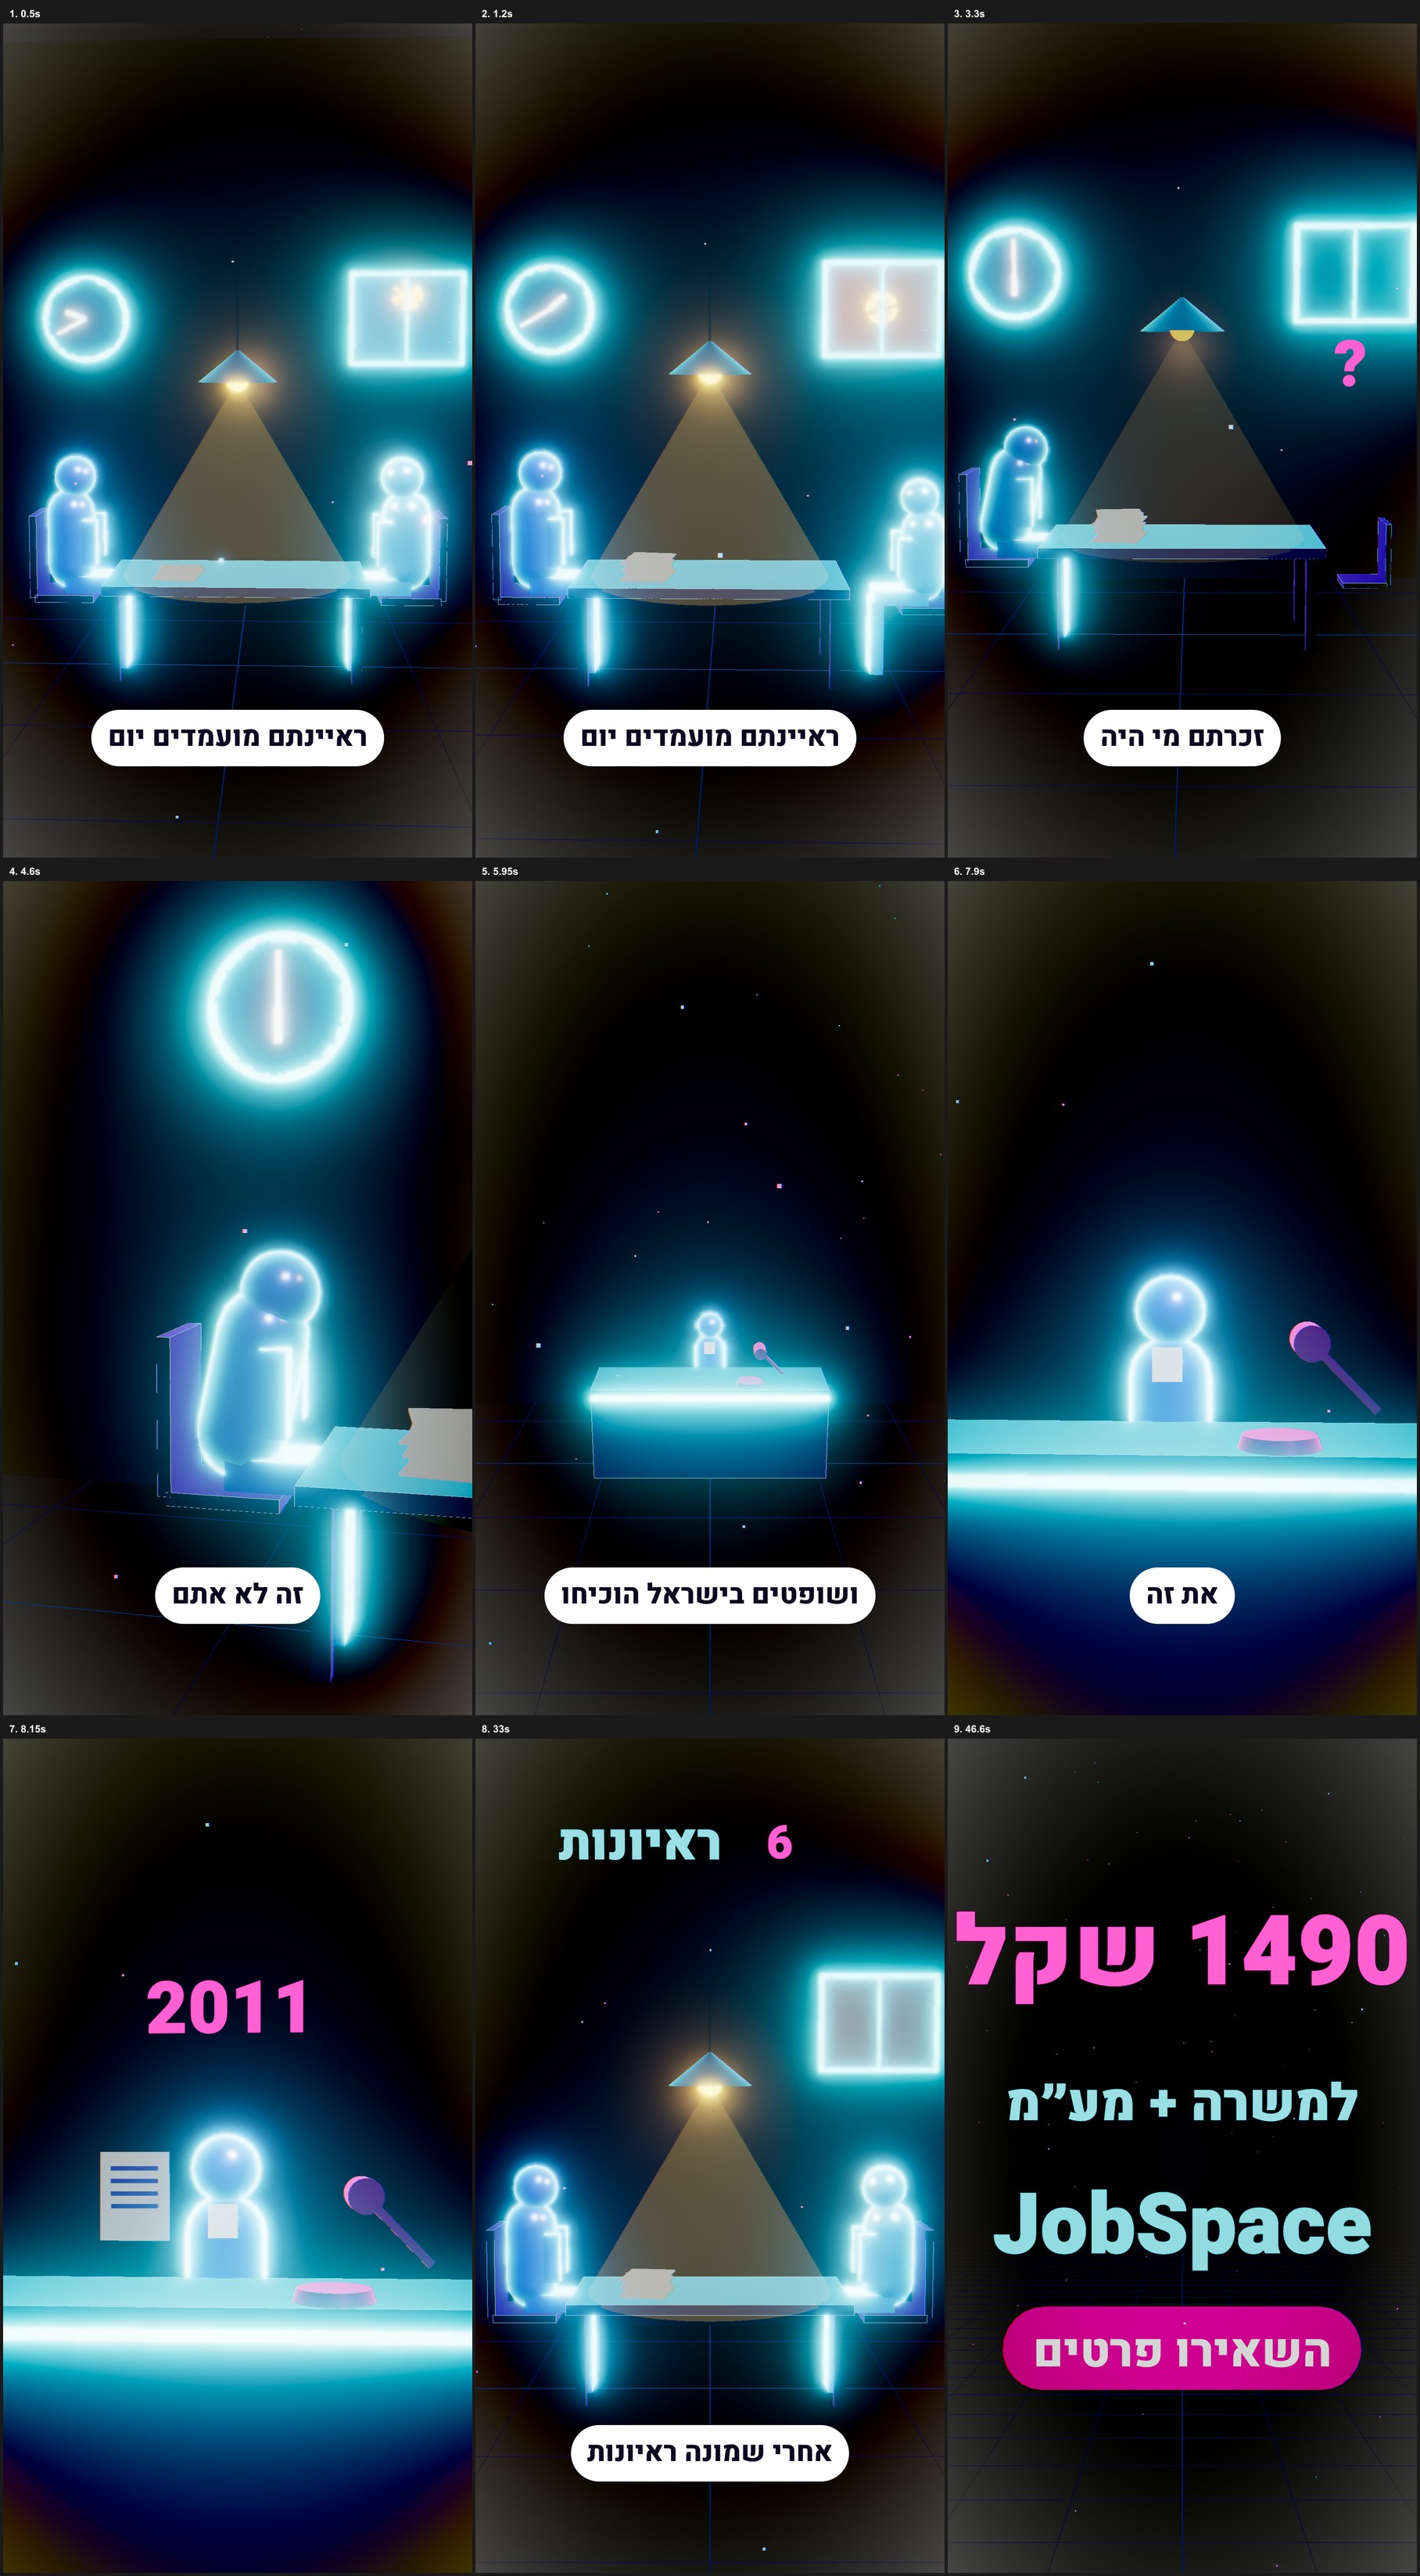 1. 0.5s
ראיינתם מועמדים יום
2. 1.2s
ראיינתם מועמדים יום
3. 3.3s
?
זכרתם מי היה
4. 4.6s
זה לא אתם
5. 5.95s
ושופטים בישראל הוכיחו
6. 7.9s
את זה
7. 8.15s
2011
8. 33s
6 ראיונות
אחרי שמונה ראיונות
9. 46.6s
1490 שקל
למשרה + מע״מ
JobSpace
השאירו פרטים